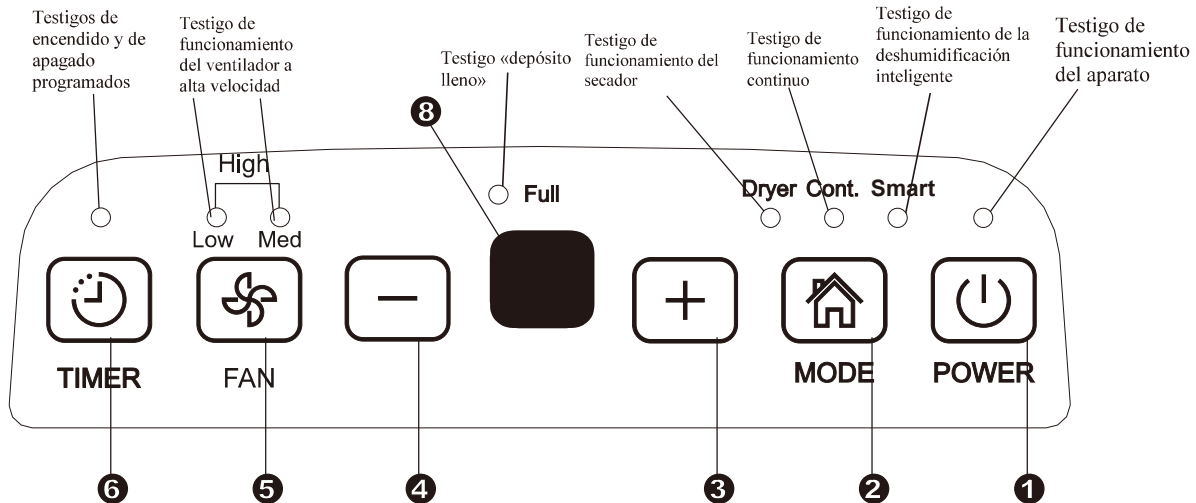 Testigos de
encendido y de
apagado
programados
Testigo de
funcionamiento
del ventilador a
alta velocidad
Testigo «depósito
lleno»
Testigo de
funcionamiento del
secador
Testigo de
funcionamiento
continuo
Testigo de
funcionamiento de la
deshumidificación
inteligente
Testigo de
funcionamiento
del aparato
8
High
Full
Dryer Cont. Smart
Low Med
TIMER
FAN
MODE
POWER
6
5
4
3
2
1